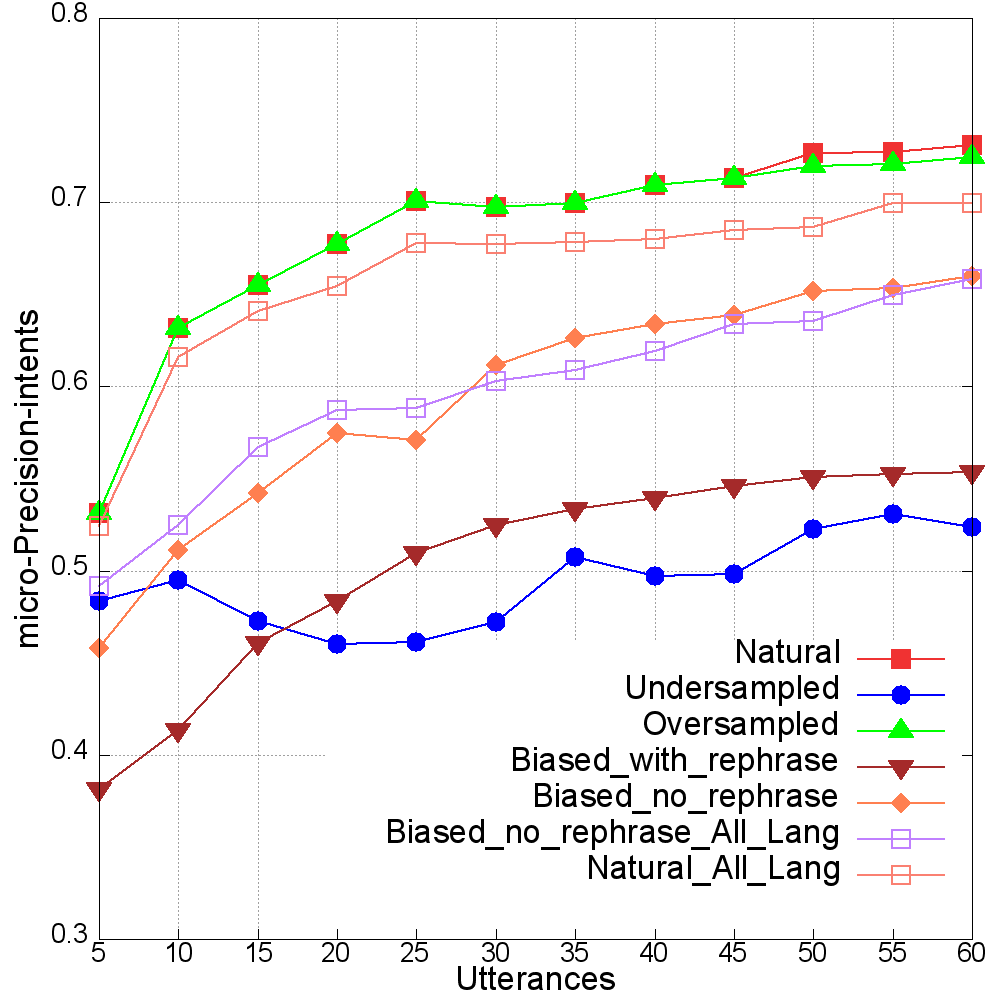 0.8
0.7
0.6
0.5
0.4
0.3
micro-Precision-intents
Natural
Undersampled
Oversampled
Biased_with_rephrase
Biased_no_rephrase
Biased_no_rephrase_All_Lang
Natural_All_Lang
5 10 15 20 25 30 35 40 45 50 55 60
Utterances